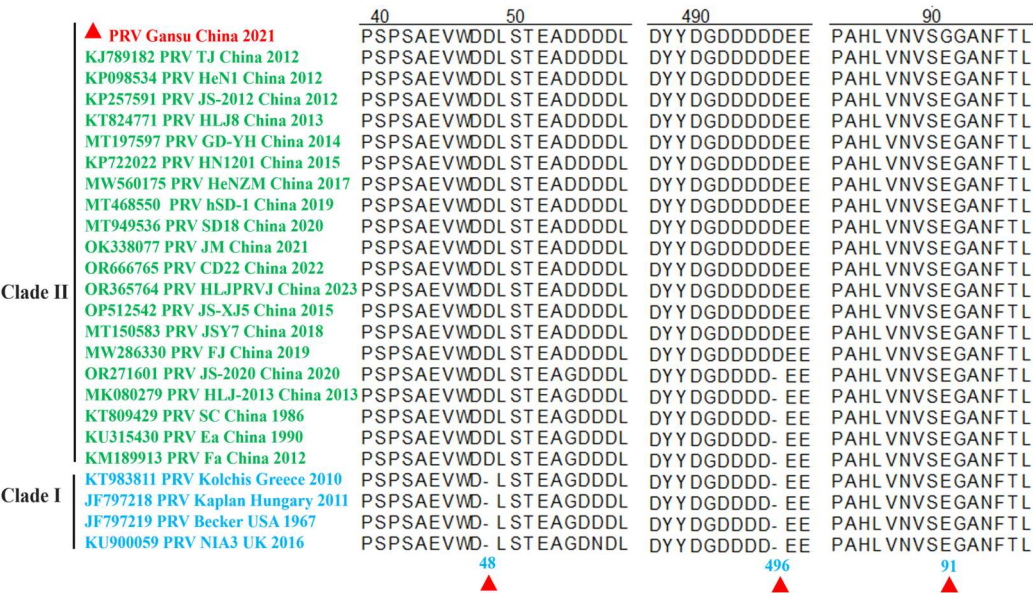 40 50 490 90
PRV Gansu China 2021 PSPSAEVWDDLSTEADDDDL DYYDGDDDDDEE PAHLVNVSGGANFTL
KJ789182 PRV TJ China 2012 PSPSAEVWDDLSTEADDDDL DYYDGDDDDDEE PAHLVNVSEGANFTL
KP098534 PRV HeN1 China 2012 PSPSAEVWDDLSTEADDDDL DYYDGDDDDDEE PAHLVNVSEGANFTL
KP257591 PRV JS-2012 China 2012 PSPSAEVWDDLSTEADDDDL DYYDGDDDDDEE PAHLVNVSEGANFTL
KT824771 PRV HLJ8 China 2013 PSPSAEVWDDLSTEADDDDL DYYDGDDDDDEE PAHLVNVSEGANFTL
MT197597 PRV GD-YH China 2014 PSPSAEVWDDLSTEADDDDL DYYDGDDDDDEE PAHLVNVSEGANFTL
KP722022 PRV HN1201 China 2015 PSPSAEVWDDLSTEADDDDL DYYDGDDDDDEE PAHLVNVSEGANFTL
MW560175 PRV HeNZM China 2017 PSPSAEVWDDLSTEADDDDL DYYDGDDDDDEE PAHLVNVSEGANFTL
MT468550 PRV hSD-1 China 2019 PSPSAEVWDDLSTEADDDDL DYYDGDDDDDEE PAHLVNVSEGANFTL
MT949536 PRV SD18 China 2020 PSPSAEVWDDLSTEADDDDL DYYDGDDDDDEE PAHLVNVSEGANFTL
OK338077 PRV JM China 2021 PSPSAEVWDDLSTEADDDDL DYYDGDDDDDEE PAHLVNVSEGANFTL
OR666765 PRV CD22 China 2022 PSPSAEVWDDLSTEADDDDL DYYDGDDDDDEE PAHLVNVSEGANFTL
Clade II OR365764 PRV HLJPRVJ China 2023 PSPSAEVWDDLSTEADDDDL DYYDGDDDDDEE PAHLVNVSEGANFTL
OP512542 PRV JS-XJ5 China 2015 PSPSAEVWDDLSTEADDDDL DYYDGDDDDDEE PAHLVNVSEGANFTL
MT150583 PRV JSY7 China 2018 PSPSAEVWDDLSTEADDDDL DYYDGDDDDDEE PAHLVNVSEGANFTL
MW286330 PRV FJ China 2019 PSPSAEVWDDLSTEADDDDL DYYDGDDDDDEE PAHLVNVSEGANFTL
OR271601 PRV JS-2020 China 2020 PSPSAEVWDDLSTEADDDDL DYYDGDDDD-EE PAHLVNVSEGANFTL
MK080279 PRV HLJ-2013 China 2013 PSPSAEVWDDLSTEAGDDDL DYYDGDDDD-EE PAHLVNVSEGANFTL
KT809429 PRV SC China 1986 PSPSAEVWDDLSTEAGDDDL DYYDGDDDD-EE PAHLVNVSEGANFTL
KU315430 PRV Ea China 1990 PSPSAEVWDDLSTEAGDDDL DYYDGDDDD-EE PAHLVNVSEGANFTL
KM189913 PRV Fa China 2012 PSPSAEVWDDLSTEAGDDDL DYYDGDDDD-EE PAHLVNVSEGANFTL
KT983811 PRV Kolchis Greece 2010 PSPSAEVWD-LSTEAGDDDL DYYDGDDDD-EE PAHLVNVSEGANFTL
Clade I JF797218 PRV Kaplan Hungary 2011 PSPSAEVWD-LSTEAGDDDL DYYDGDDDD-EE PAHLVNVSEGANFTL
JF797219 PRV Becker USA 1967 PSPSAEVWD-LSTEAGDDDL DYYDGDDDD-EE PAHLVNVSEGANFTL
KU900059 PRV NIA3 UK 2016 PSPSAEVWD-LSTEAGDNDL DYYDGDDDD-EE PAHLVNVSEGANFTL
48 496 91